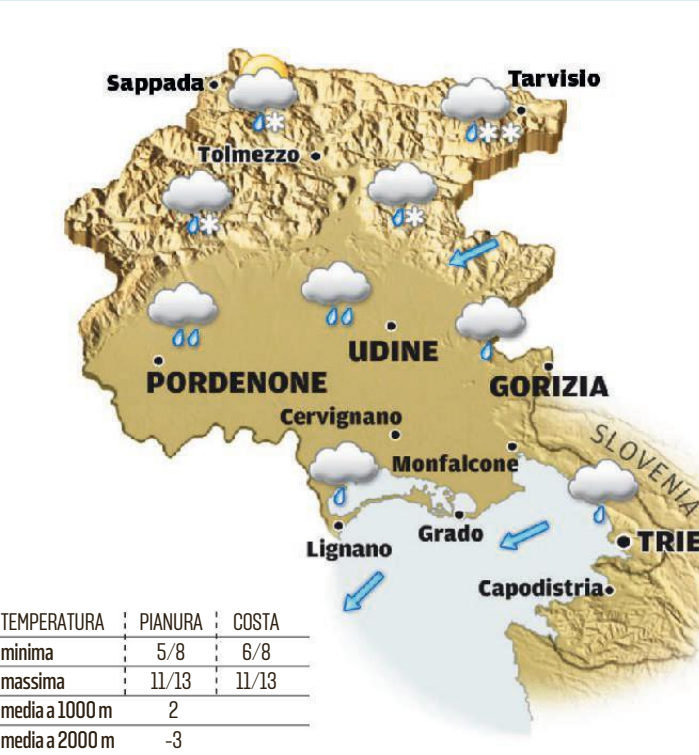 Sappada
Tarvisio
Tolmezzo
UDINE
PORDENONE
GORIZIA
Cervignano
SLOVENIA
Monfalcone
Grado
TRIE
Lignano
Capodistria
TEMPERATURA PIANURA COSTA
minima 5/8 6/8
massima 11/13 11/13
media a 1000 m 2
media a 2000 m -3